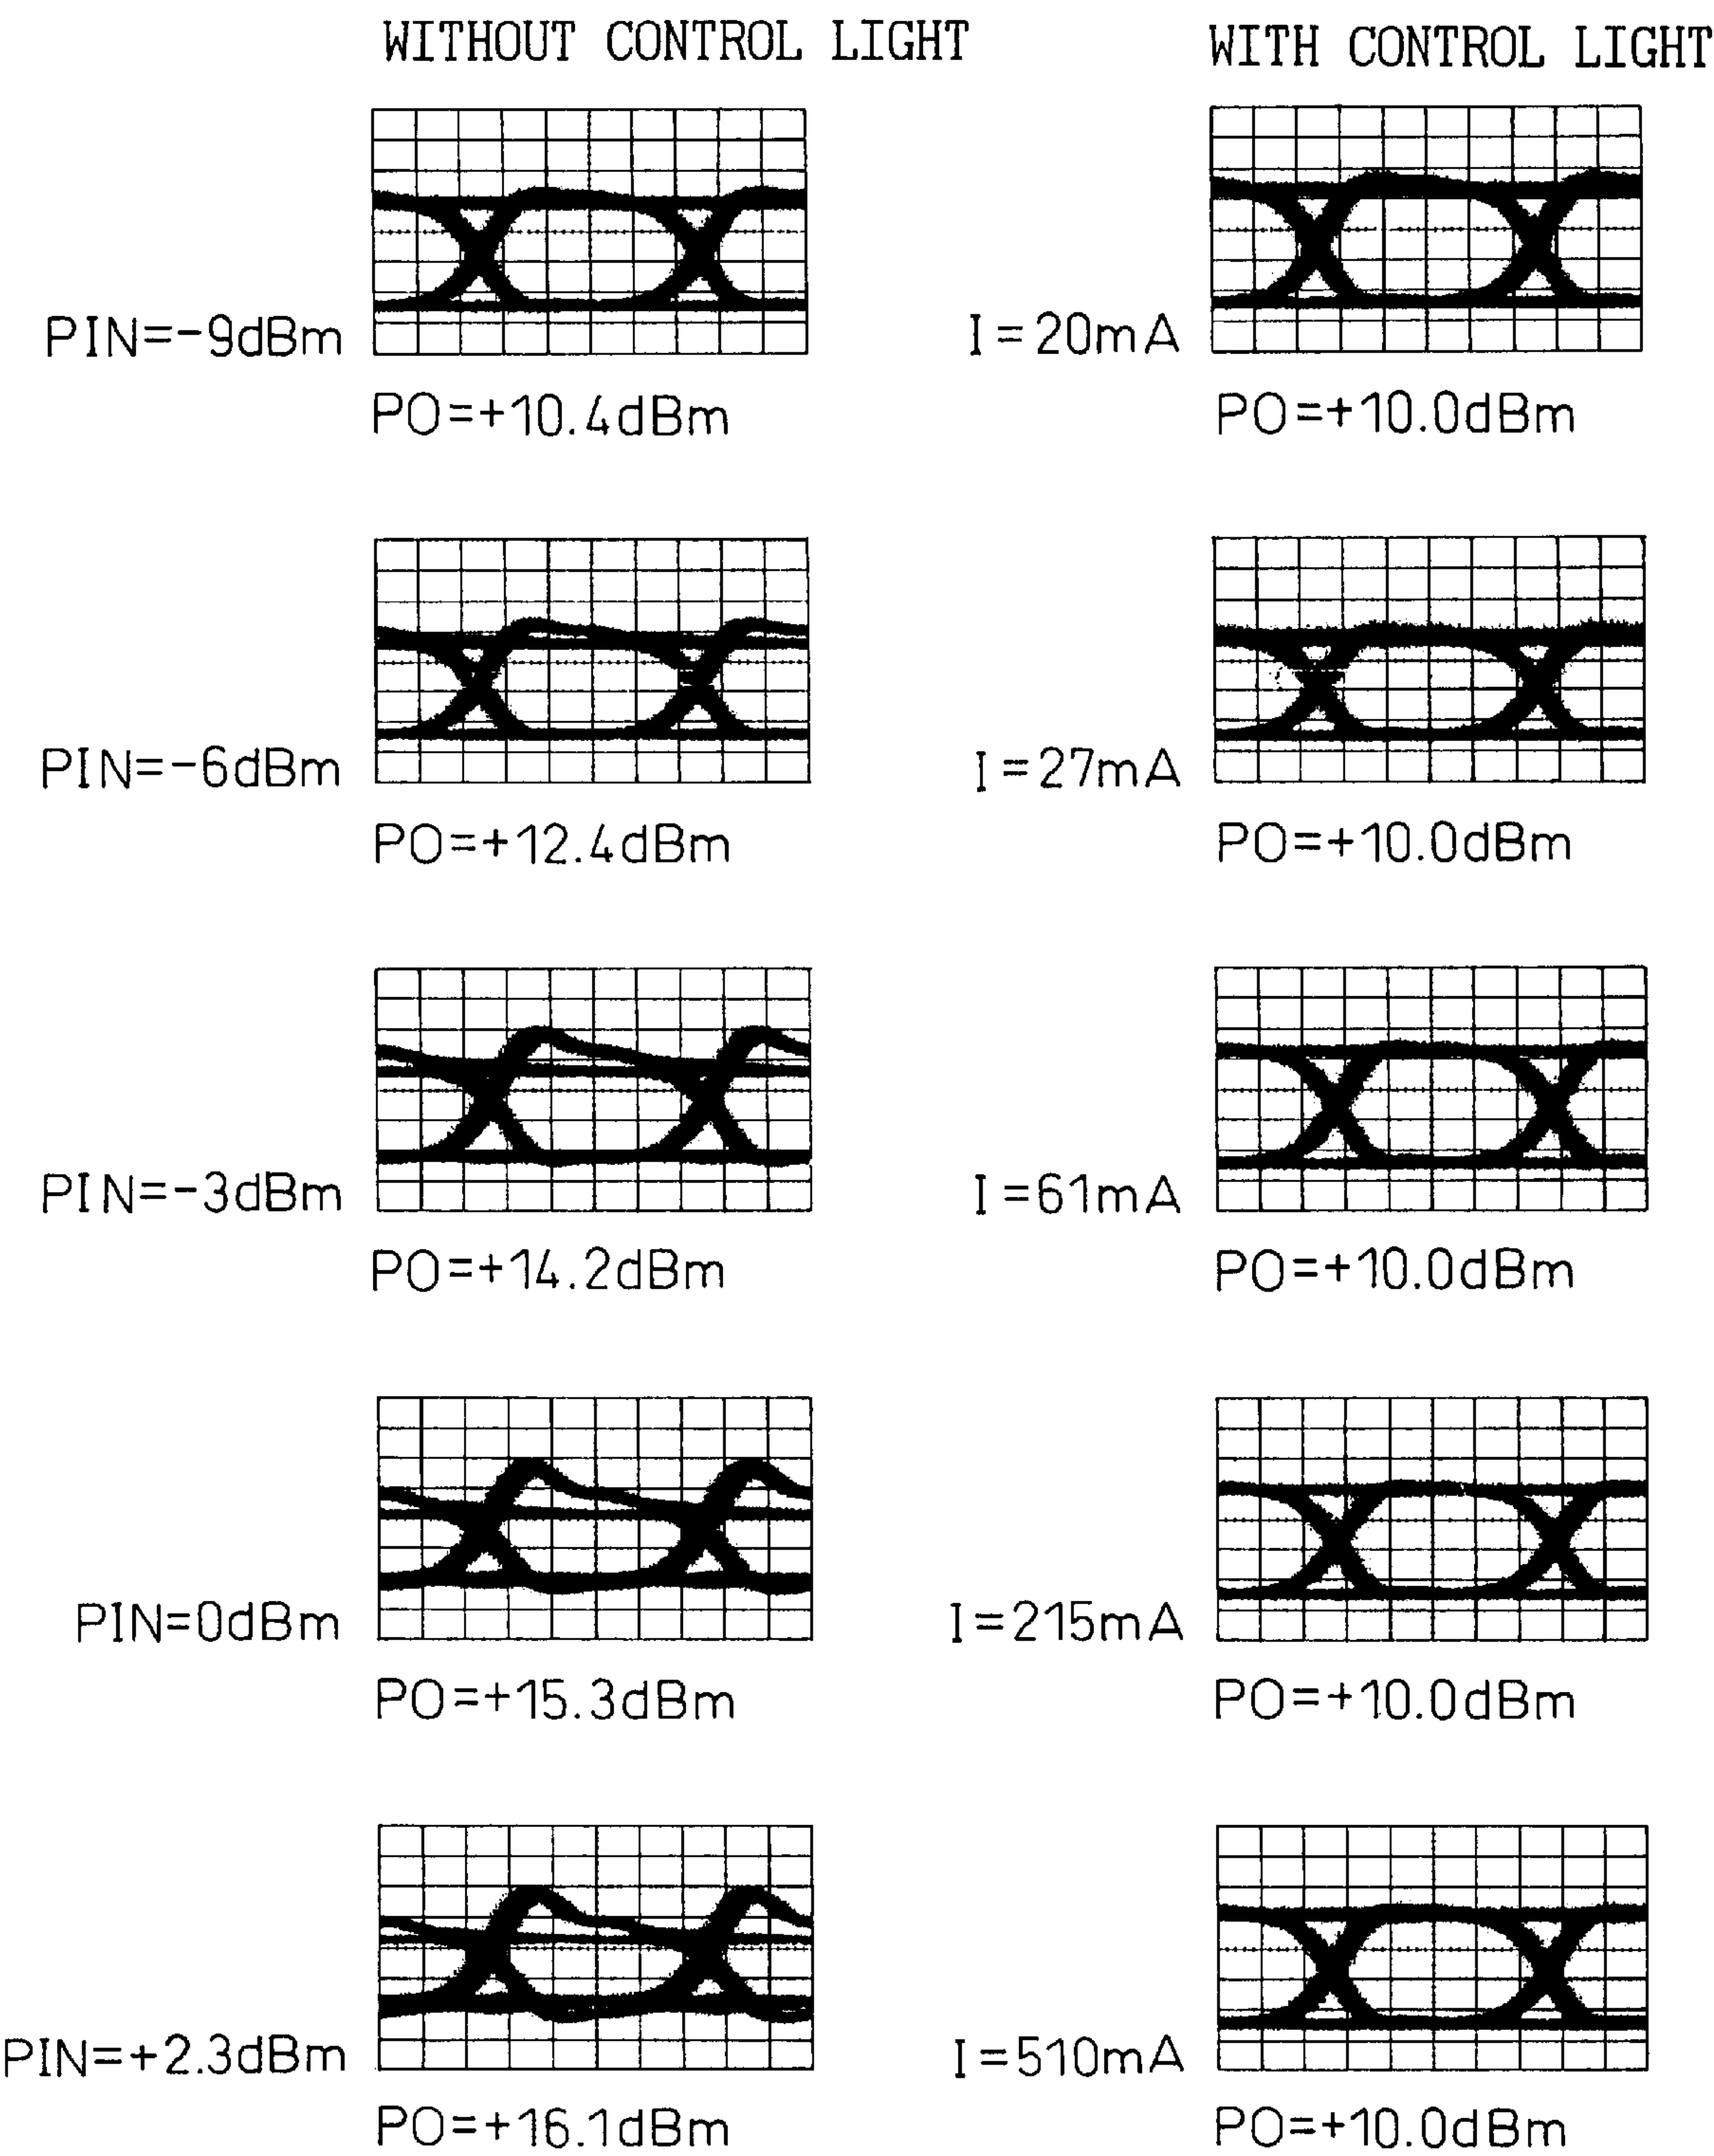 WITHOUT CONTROL LIGHT
WITH CONTROL LIGHT
PIN=-9dBm
I=20mA
PO=+10.4dBm
PO=+10.0dBm
PIN=-6dBm
I=27mA
PO=+12.4dBm
PO=+10.0dBm
PIN=-3dBm
I=61mA
PO=+14.2dBm
PO=+10.0dBm
PIN=0dBm
I=215mA
PO=+15.3dBm
PO=+10.0dBm
PIN=+2.3dBm
I=510mA
PO=+16.1dBm
PO=+10.0dBm